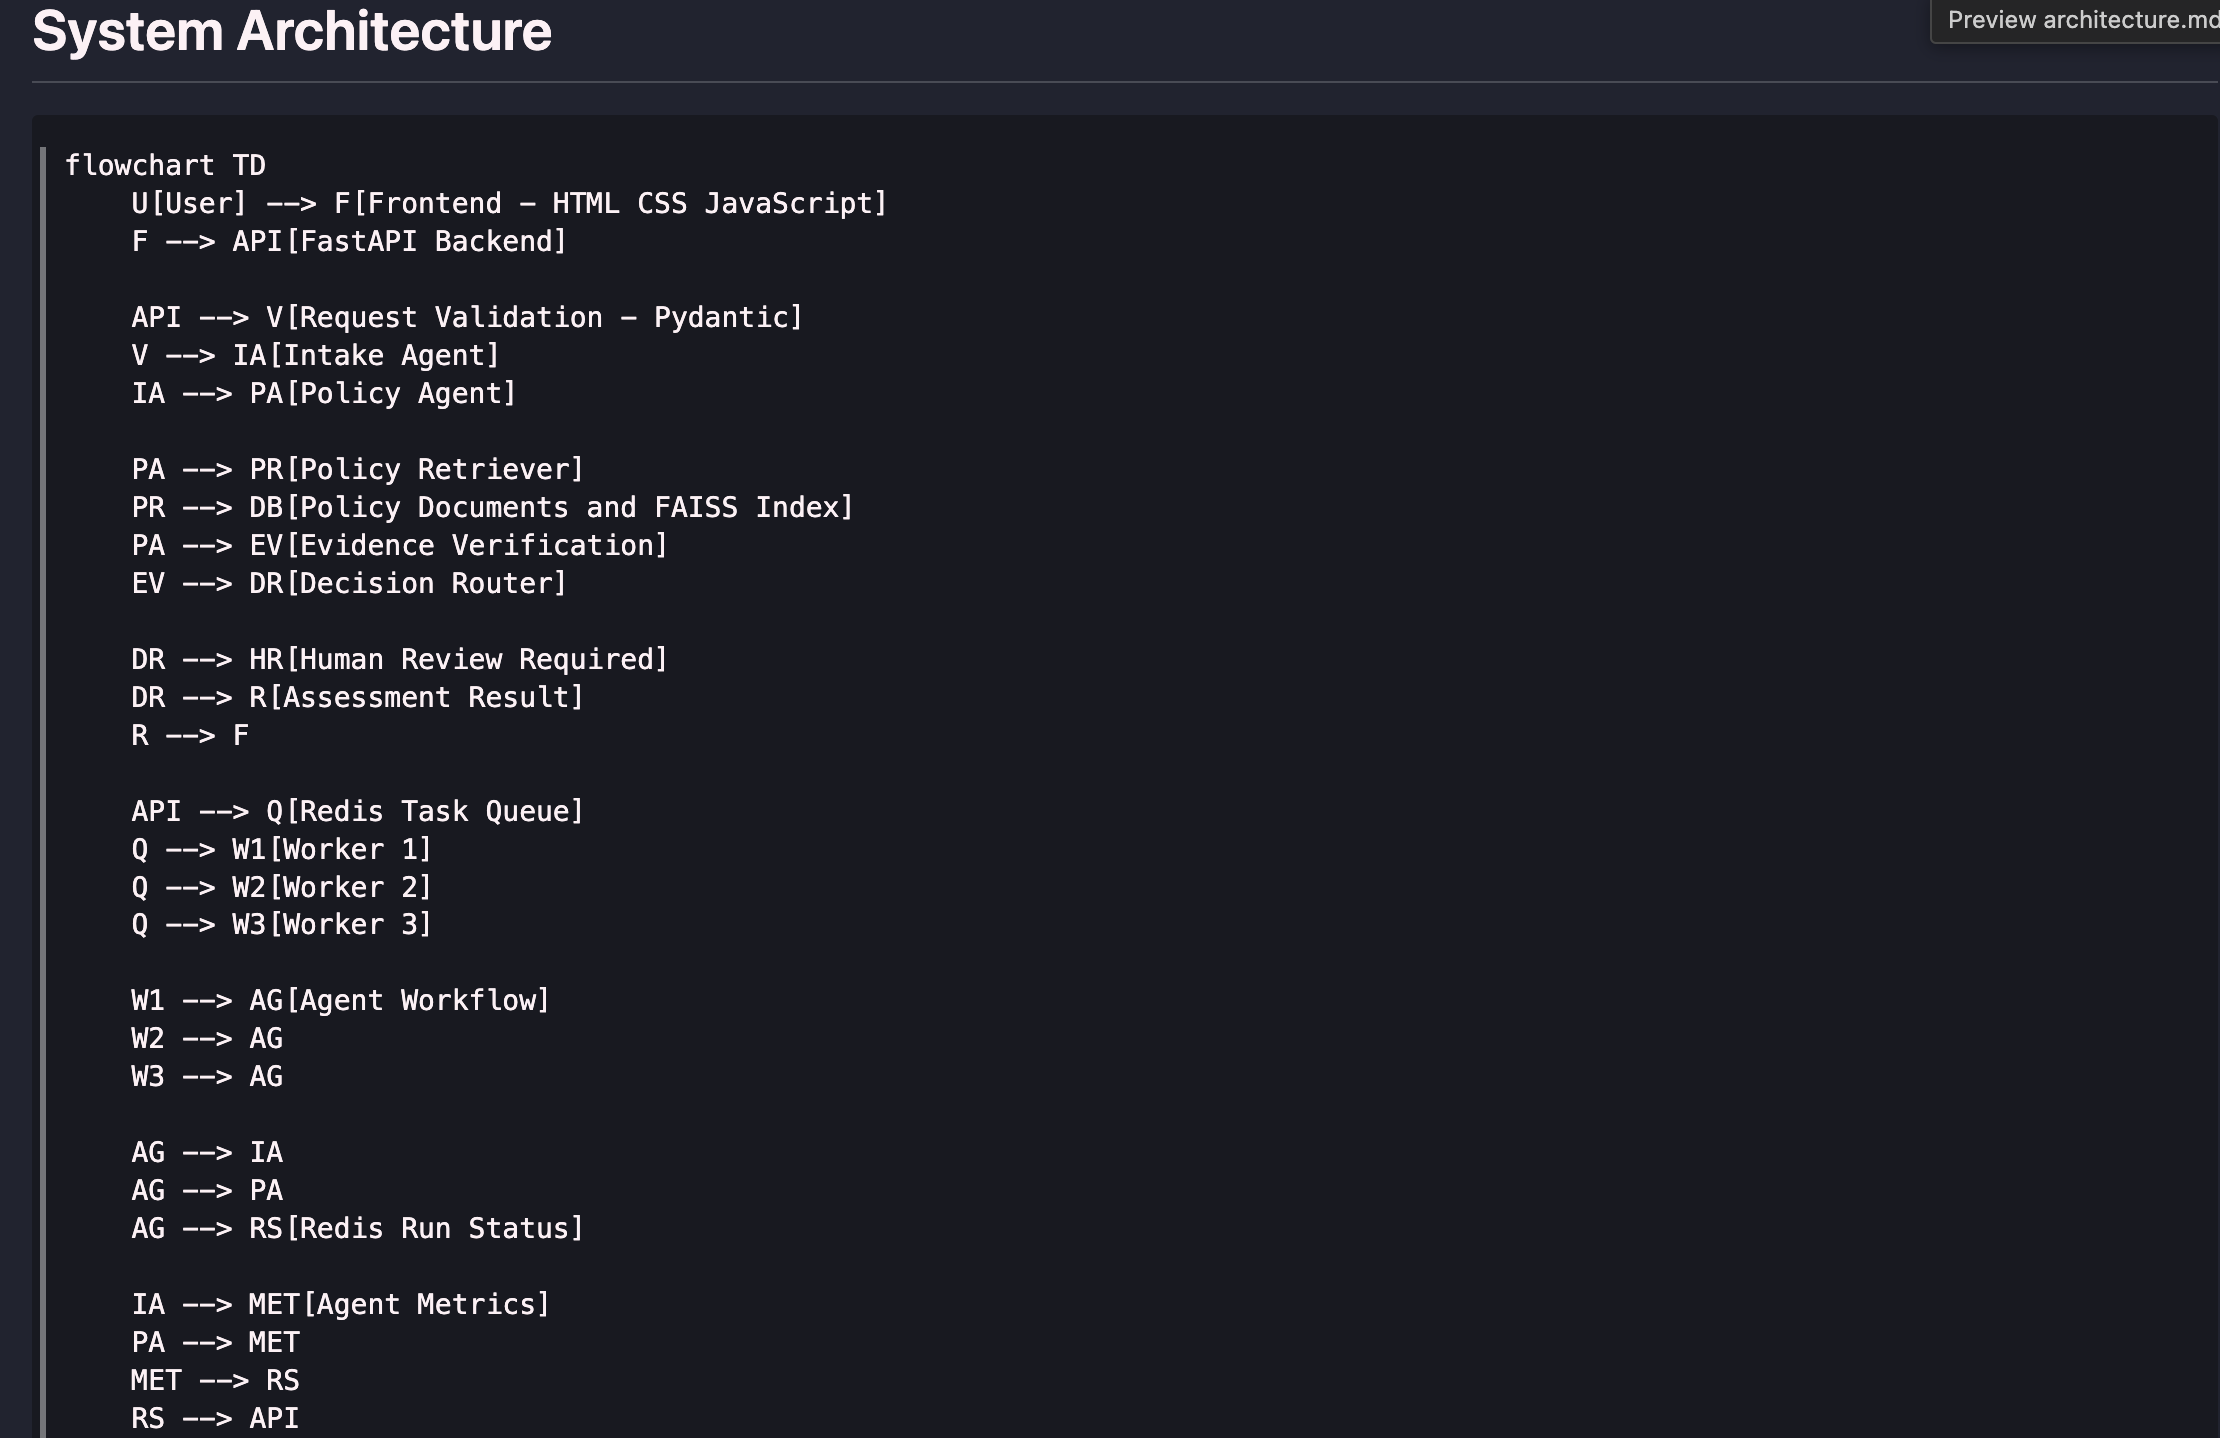 System Architecture
Preview architecture.md
flowchart TD
U[User] --> F[Frontend - HTML CSS JavaScript]
F --> API[FastAPI Backend]
API --> V[Request Validation - Pydantic]
V --> IA[Intake Agent]
IA --> PA[Policy Agent]
PA --> PR[Policy Retriever]
PR --> DB[Policy Documents and FAISS Index]
PA --> EV[Evidence Verification]
EV --> DR[Decision Router]
DR --> HR[Human Review Required]
DR --> R[Assessment Result]
R --> F
API --> Q[Redis Task Queue]
Q --> W1[Worker 1]
Q --> W2[Worker 2]
Q --> W3[Worker 3]
W1 --> AG[Agent Workflow]
W2 --> AG
W3 --> AG
AG --> IA
AG --> PA
AG --> RS[Redis Run Status]
IA --> MET[Agent Metrics]
PA --> MET
MET --> RS
RS --> API